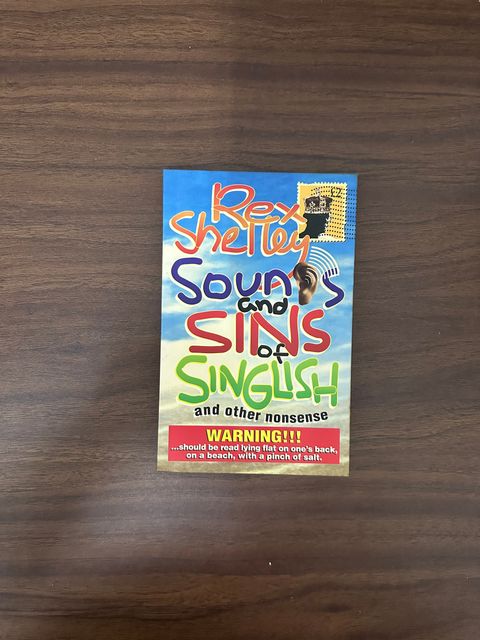 Rex
Shelley
Sounds
and
SINS
of
SINGLISH
and other nonsense
WARNING!!!
...should be read lying flat on one's back,
on a beach, with a pinch of salt.